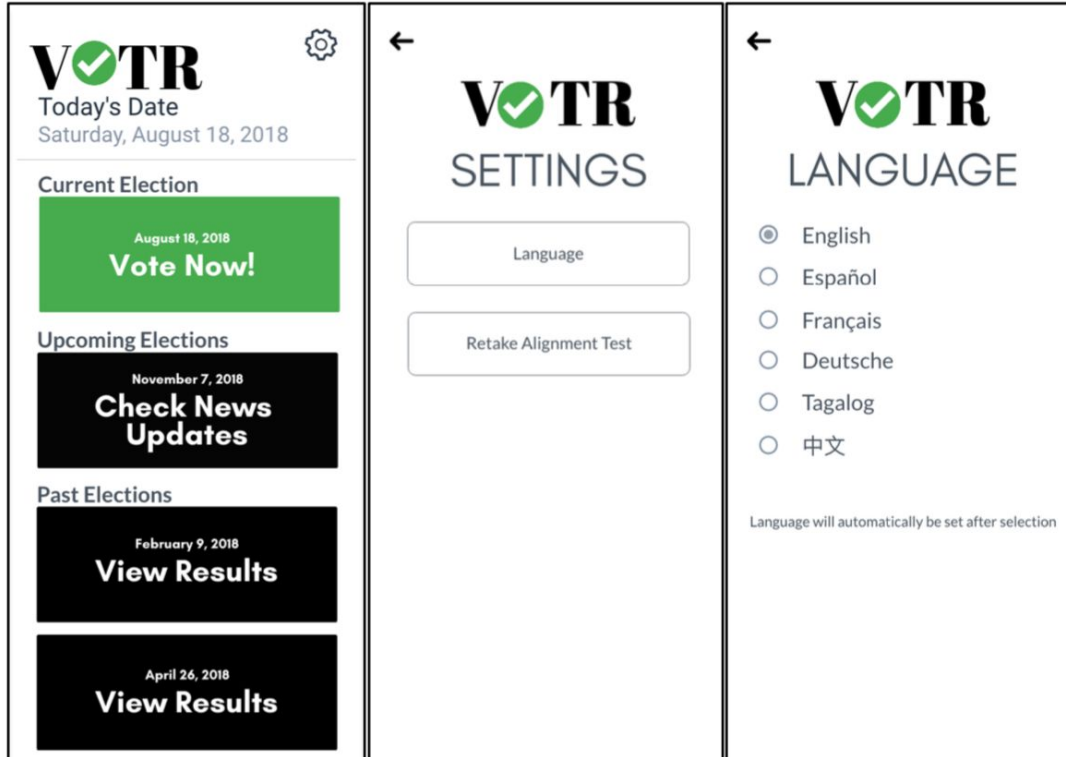 VOTR
Today's Date
Saturday, August 18, 2018
Current Election
August 18, 2018
Vote Now!
Upcoming Elections
November 7, 2018
Check News
Updates
Past Elections
February 9, 2018
View Results
April 26, 2018
View Results
VOTR
SETTINGS
Language
Retake Alignment Test
VOTR
LANGUAGE
English
Español
Français
Deutsche
Tagalog
中文
Language will automatically be set after selection